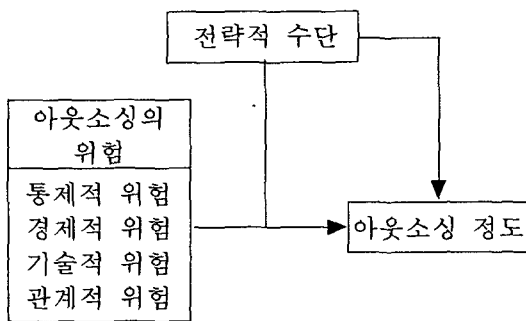 전략적 수단
아웃소싱의
위험
통제적 위험
경제적 위험
기술적 위험
관계적 위험
아웃소싱 정도